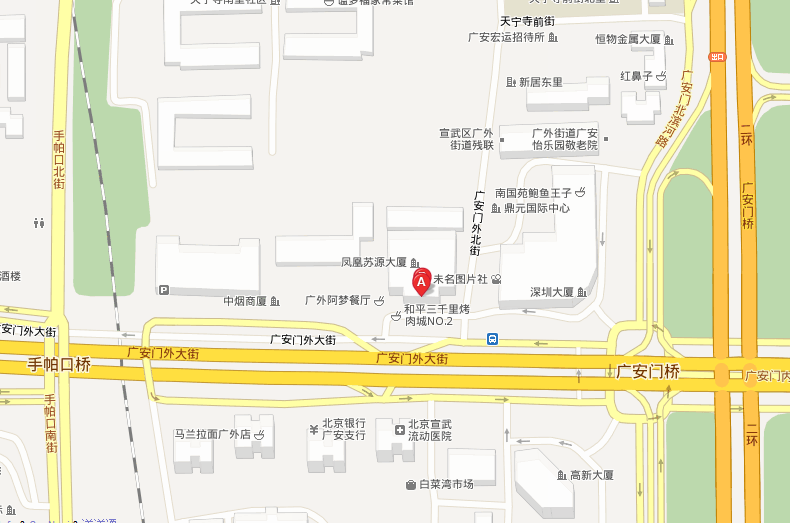 天宁寺前街
广安宏运招待所
恒物金属大厦
出口
红鼻子
新居东里
广安门北滨河路
二环
手帕口北街
宣武区广外
街道残联
广外街道广安
怡乐园敬老院
南国苑鲍鱼王子
鼎元国际中心
广安门外北街
广安门桥
凤凰苏源大厦
A
未名图片社
酒楼
P
中烟商厦
广外阿梦餐厅
深圳大厦
和平三千里烤
肉城NO.2
安门外大街
广安门外大街
广安门外大街
广安门外大街
手帕口桥
广安门桥
广安门内
手帕口南街
马兰拉面广外店
北京银行
广安支行
北京宣武
流动医院
二环
白菜湾市场
高新大厦